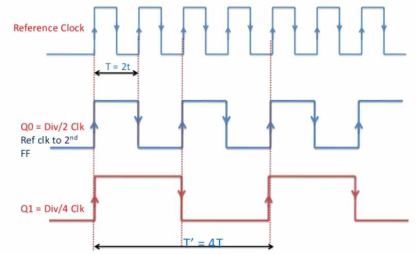 Reference Clock
T = 2t
Q0 = Div/2 Clk
Ref clk to 2nd
FF
Q1 = Div/4 Clk
T' = 4T